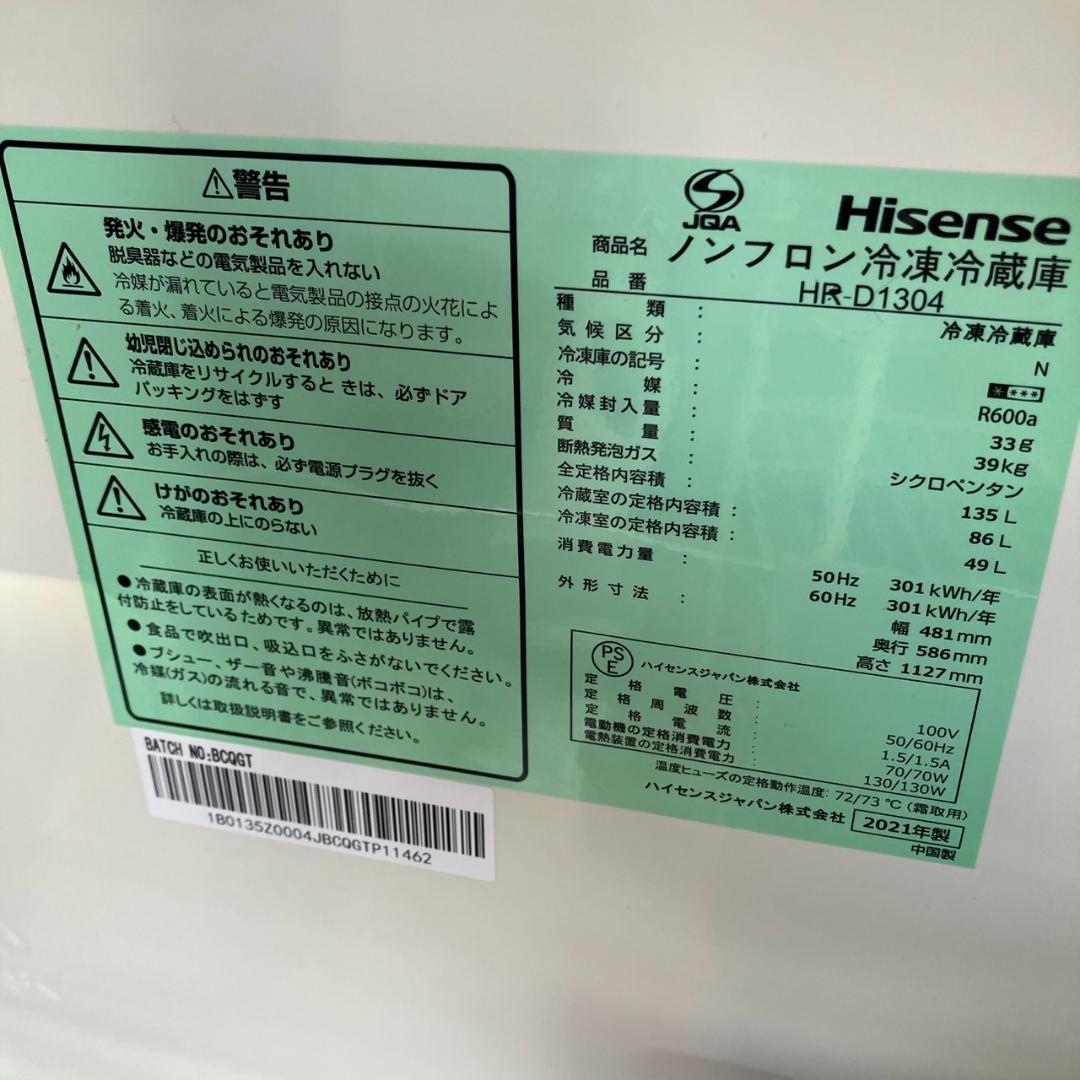 警告
発火・爆発のおそれあり
脱臭器などの電気製品を入れない
冷媒が漏れていると電気製品の接点の火花によ
る着火、着火による爆発の原因になります。
幼児閉じ込められのおそれあり
冷蔵庫をリサイクルすると きは、必ずドア
パッキングをはずす
感電のおそれあり
お手入れの際は、必ず電源プラグを抜く
けがのおそれあり
冷蔵庫の上にのらない
正しくお使いいただくために
●冷蔵庫の表面が熱くなるのは、放熱パイプで露
付防止をしているためです。異常ではありません。
●食品で吹出口、吸込口をふさがないでください。
●プシュー、ザー音や沸騰音(ボコボコ)は、
冷媒(ガス)の流れる音で、異常ではありません。
詳しくは取扱説明書をご参照ください。
BATCH NO:BCQGT
1B0135Z0004JBCQGTP11462
JQA
Hisense
商品名 ノンフロン冷凍冷蔵庫
品番 HR-D1304
種類 : 冷凍冷蔵庫
気候区分 : N
冷凍庫の記号 : ****
冷媒 : R600a
冷媒封入量 : 33g
質量 : 39kg
断熱発泡ガス : シクロペンタン
全定格内容積 : 135L
冷蔵室の定格内容積 : 86L
冷凍室の定格内容積 : 49L
消費電力量 : 50Hz 301kWh/年
60Hz 301kWh/年
外形寸法 : 幅 481mm
奥行 586mm
高さ 1127mm
PSE ハイセンスジャパン株式会社
定格電圧 : 100V
定格周波数 : 50/60Hz
定格電流 : 1.5/1.5A
電動機の定格消費電力 : 70/70W
電熱装置の定格消費電力 : 130/130W
温度ヒューズの定格動作温度: 72/73 ℃ (霜取用)
ハイセンスジャパン株式会社 2021年製
中国製